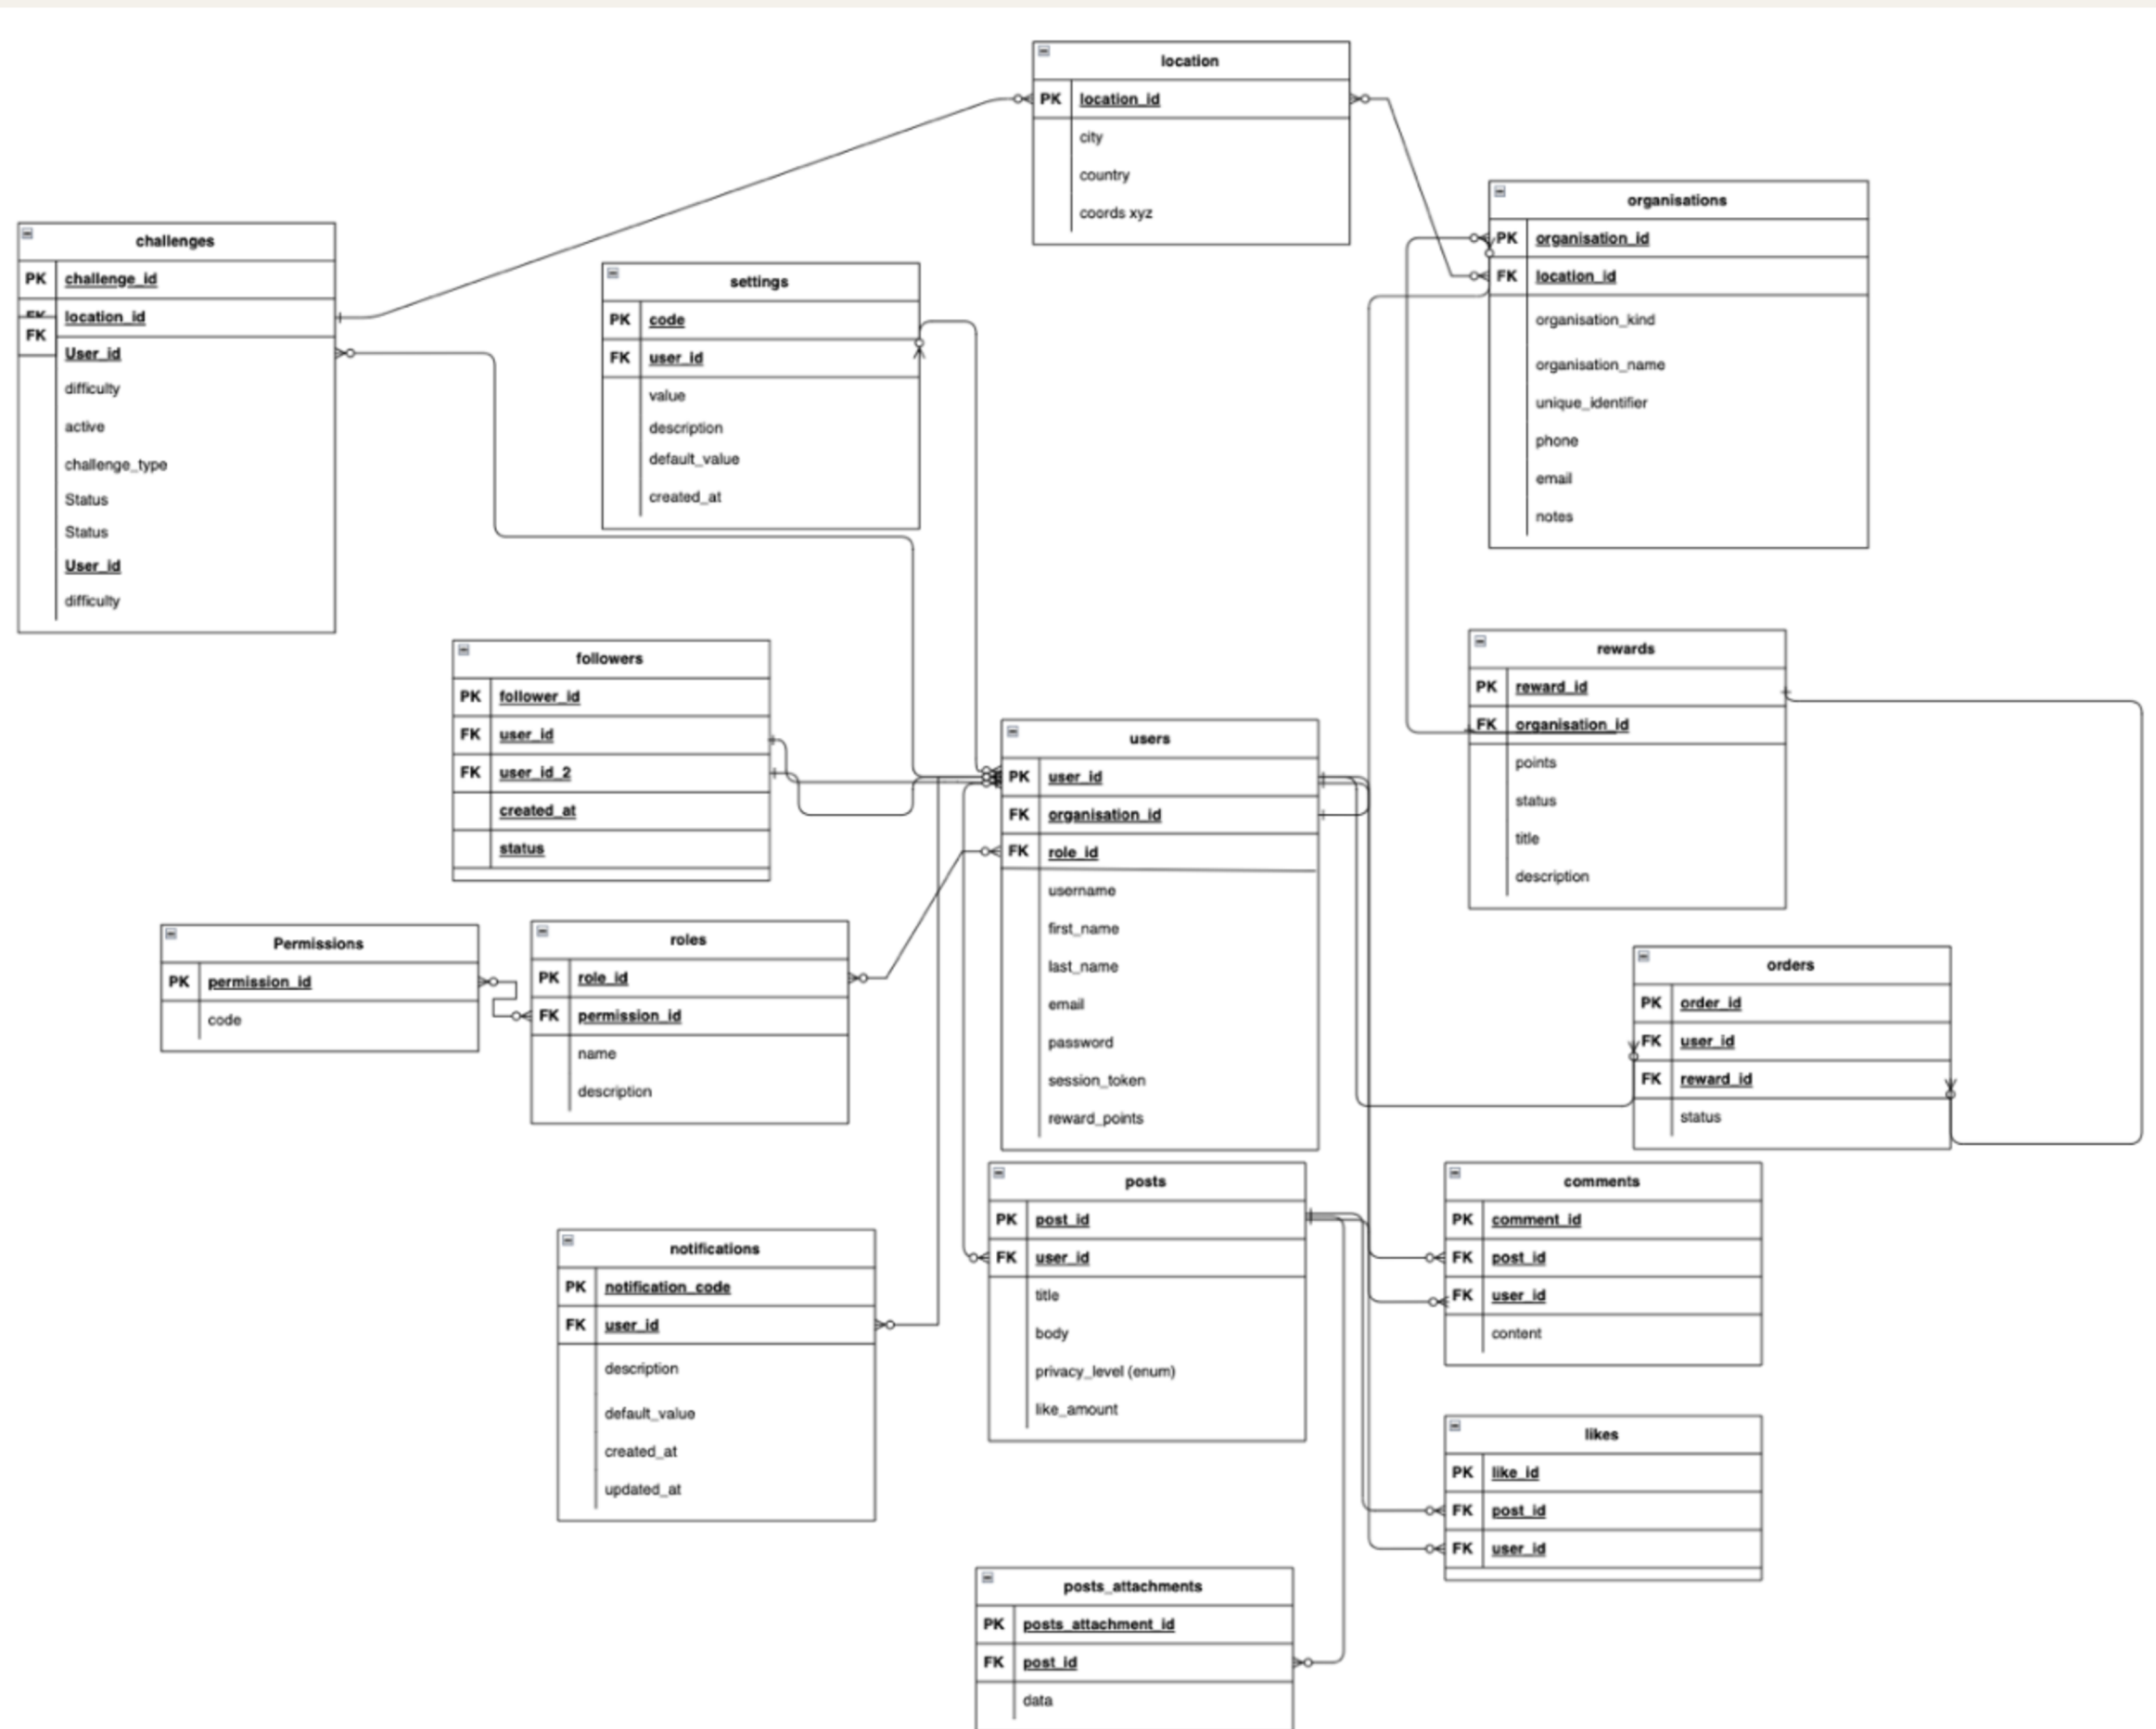 location
PK location_id
city
country
coords xyz
organisations
PK organisation_id
FK location_id
organisation_kind
organisation_name
unique_identifier
phone
email
notes
challenges
PK challenge_id
FK location_id
FK
User_id
difficulty
active
challenge_type
Status
Status
User_id
difficulty
settings
PK code
FK user_id
value
description
default_value
created_at
followers
PK follower_id
FK user_id
FK user_id_2
created_at
status
users
PK user_id
FK organisation_id
FK role_id
username
first_name
last_name
email
password
session_token
reward_points
rewards
PK reward_id
FK organisation_id
points
status
title
description
Permissions
PK permission_id
code
roles
PK role_id
FK permission_id
name
description
orders
PK order_id
FK user_id
FK reward_id
status
posts
PK post_id
FK user_id
title
body
privacy_level (enum)
like_amount
comments
PK comment_id
FK post_id
FK user_id
content
notifications
PK notification_code
FK user_id
description
default_value
created_at
updated_at
likes
PK like_id
FK post_id
FK user_id
posts_attachments
PK posts_attachment_id
FK post_id
data